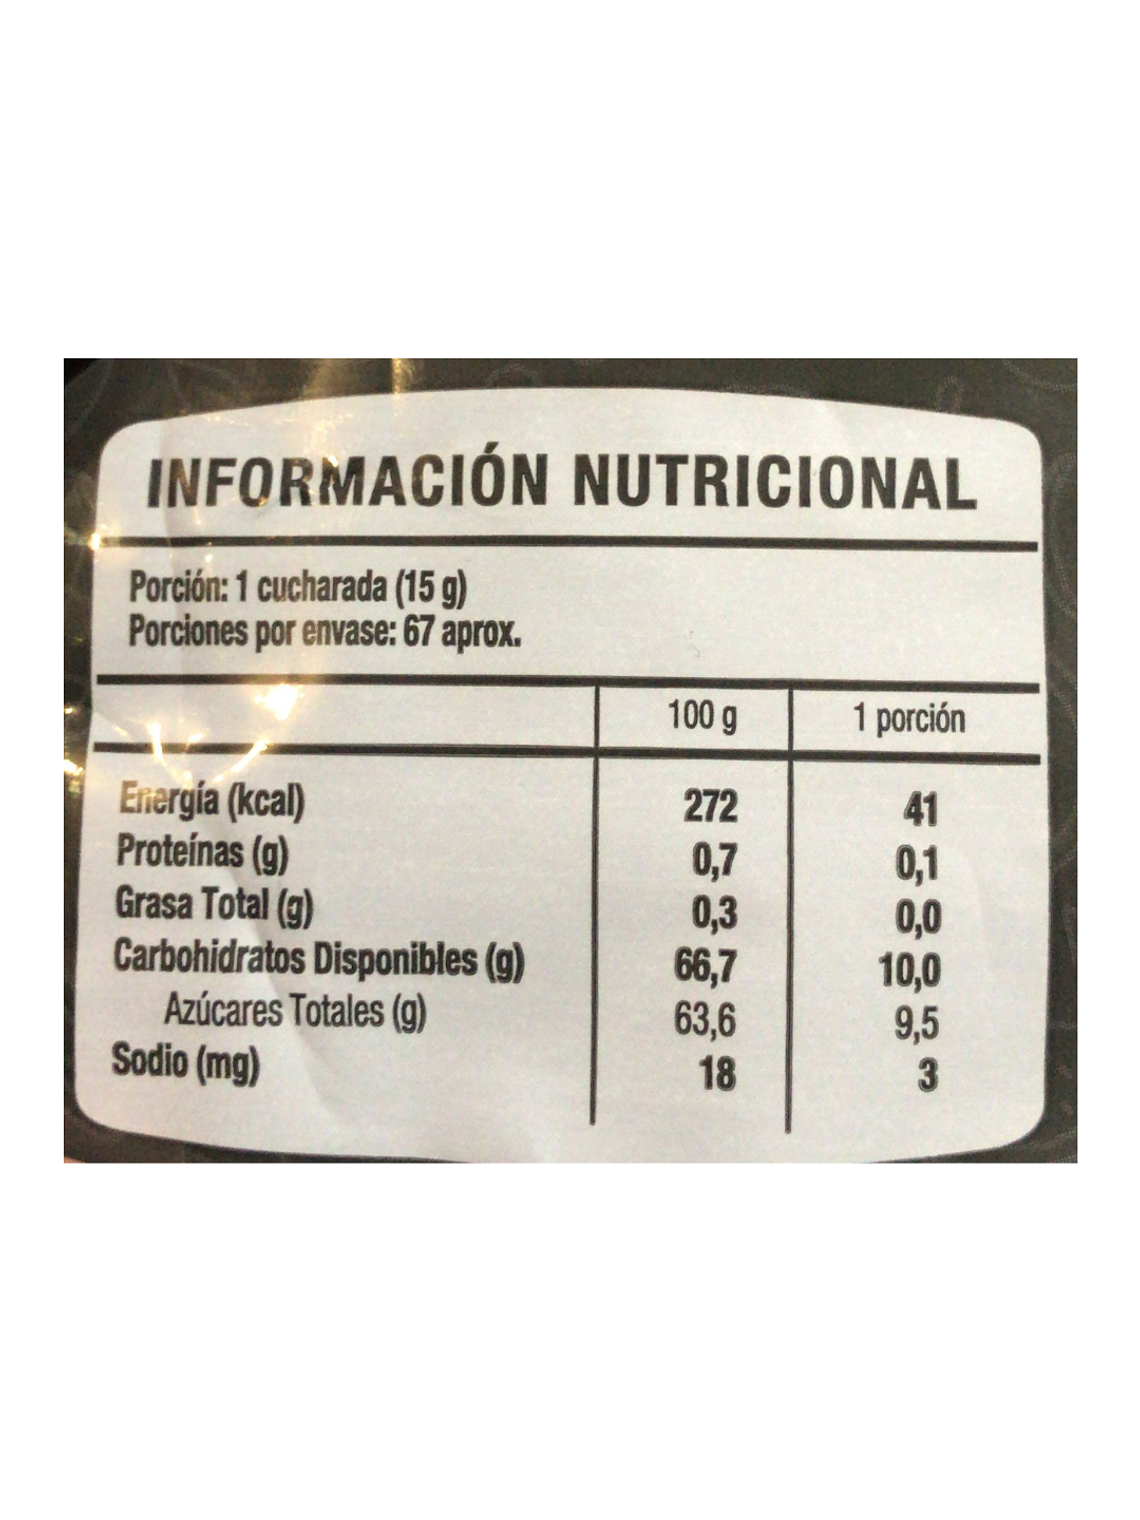 INFORMACIÓN NUTRICIONAL
Porción: 1 cucharada (15 g)
Porciones por envase: 67 aprox.
100 g 1 porción
Energía (kcal) 272 41
Proteínas (g) 0,7 0,1
Grasa Total (g) 0,3 0,0
Carbohidratos Disponibles (g) 66,7 10,0
Azúcares Totales (g) 63,6 9,5
Sodio (mg) 18 3